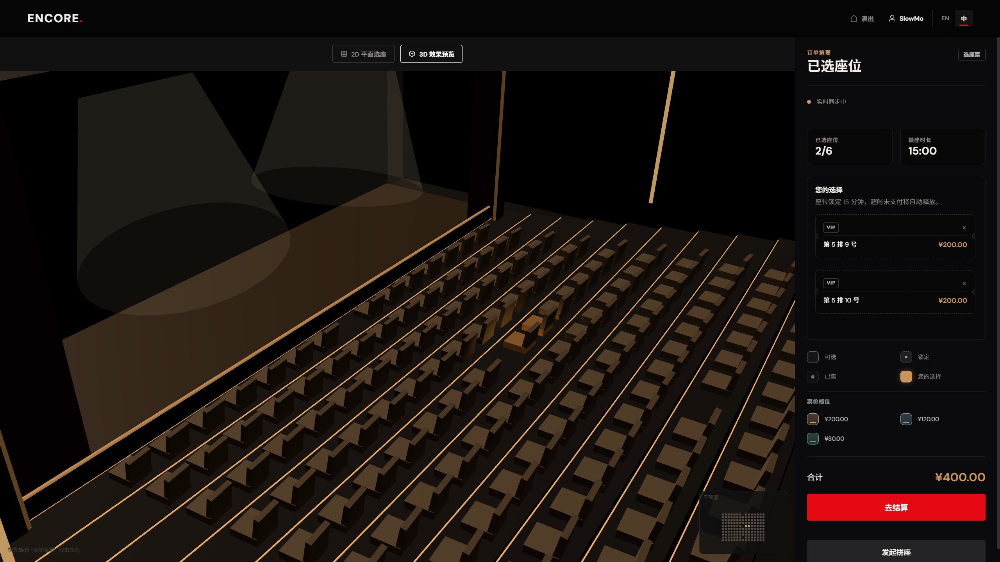 ENCORE.
演出
SlowMo
EN
中
2D 平面选座
3D 效果预览
订单摘要
选座票
已选座位
实时同步中
已选座位
2/6
锁座时长
15:00
您的选择
座位锁定 15 分钟，超时未支付将自动释放。
VIP
×
第 5 排 9 号
¥200.00
VIP
×
第 5 排 10 号
¥200.00
可选
锁定
已售
您的选择
票价档位
¥200.00
¥120.00
¥80.00
合计
¥400.00
去结算
发起拼座
平面图
拖拽旋转 · 滚轮缩放 · 双击聚焦